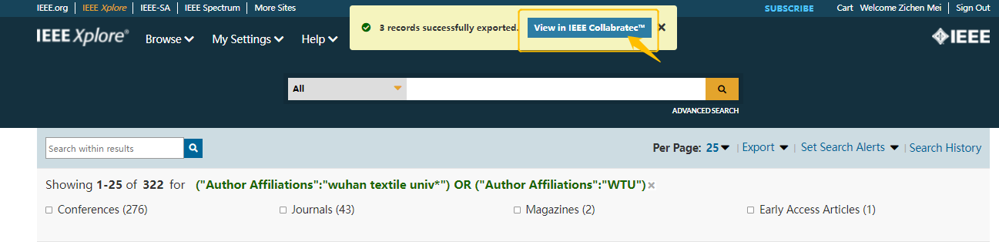 IEEE.org | IEEE Xplore | IEEE-SA | IEEE Spectrum | More Sites
SUBSCRIBE
Cart Welcome Zichen Mei | Sign Out
3 records successfully exported. View in IEEE Collabratec™
IEEE Xplore®
Browse
My Settings
Help
IEEE
All
ADVANCED SEARCH
Search within results
Per Page: 25 | Export | Set Search Alerts | Search History
Showing 1-25 of 322 for ("Author Affiliations":"wuhan textile univ*") OR ("Author Affiliations":"WTU")
Conferences (276)
Journals (43)
Magazines (2)
Early Access Articles (1)